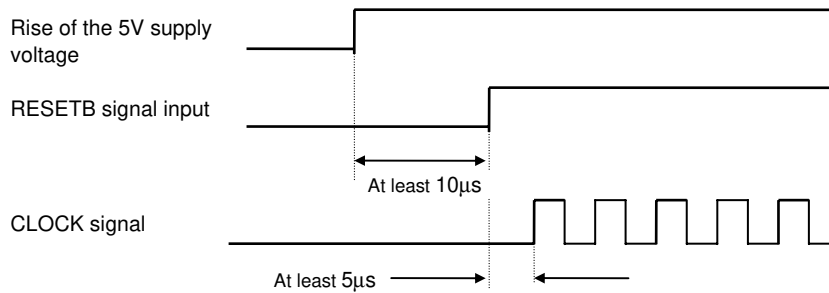 Rise of the 5V supply
voltage
RESETB signal input
At least 10μs
CLOCK signal
At least 5μs